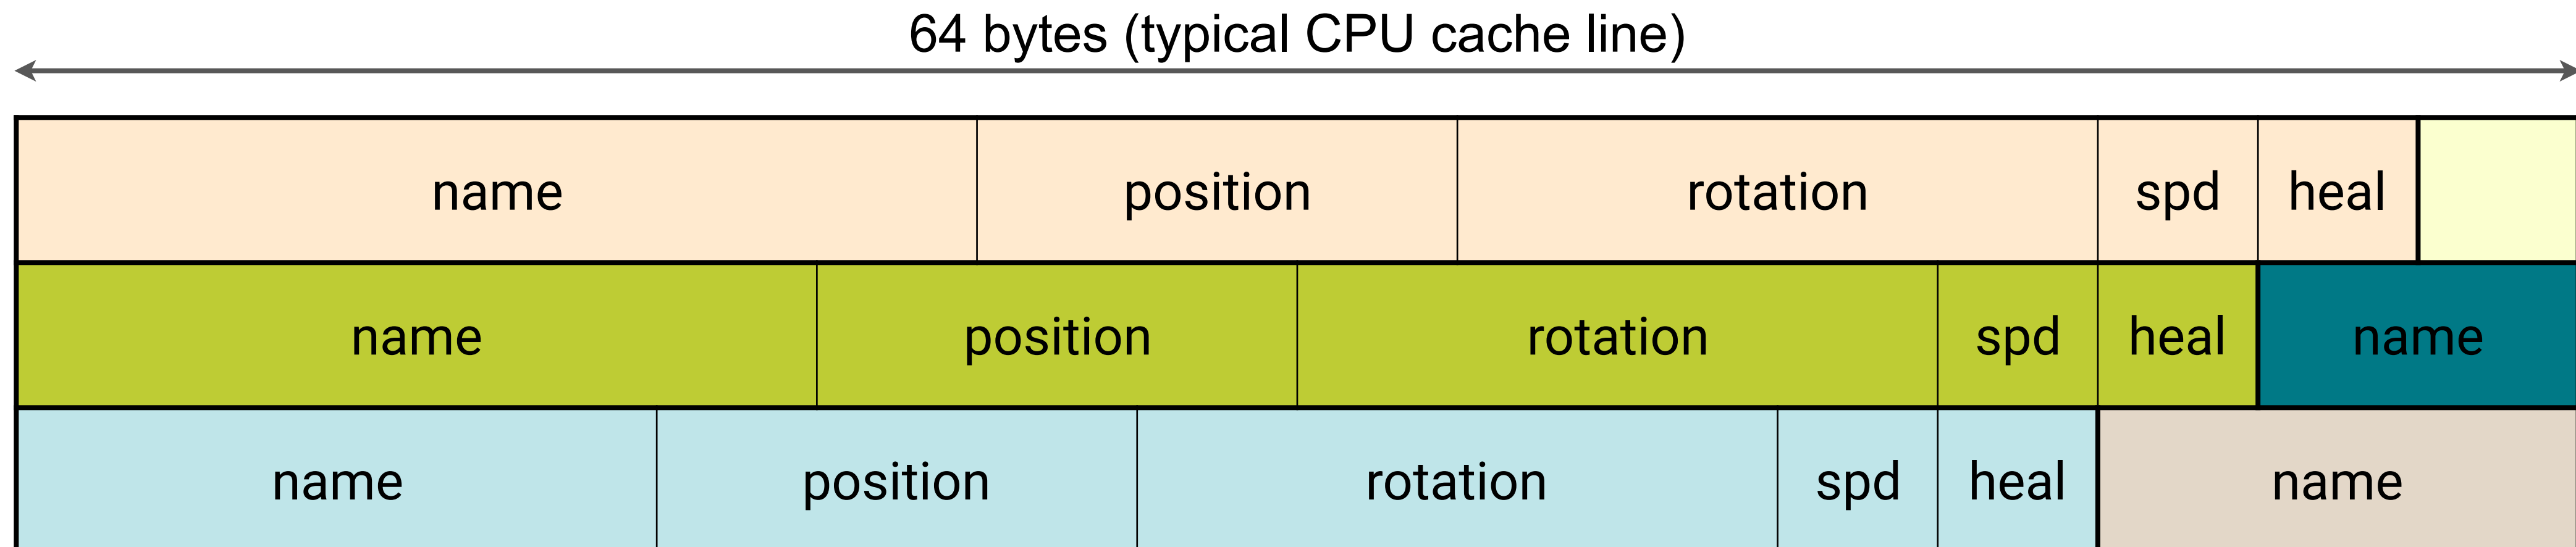 64 bytes (typical CPU cache line)
name position rotation spd heal
name position rotation spd heal name
name position rotation spd heal name